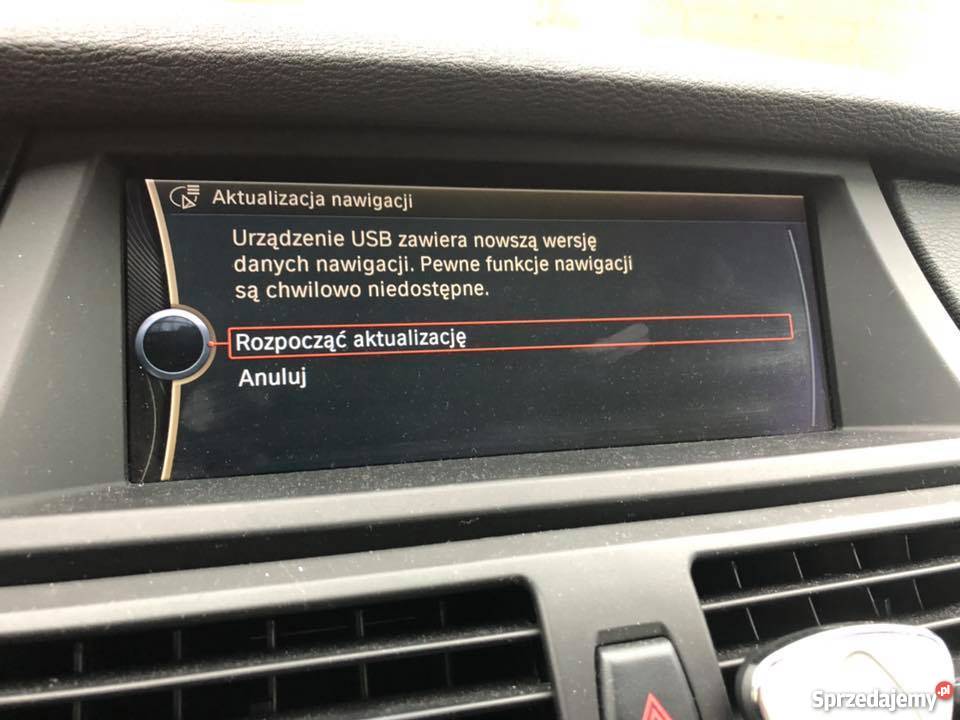 Aktualizacja nawigacji
Urządzenie USB zawiera nowszą wersję
danych nawigacji. Pewne funkcje nawigacji
są chwilowo niedostępne.
Rozpocząć aktualizację
Anuluj
Sprzedajemy.pl